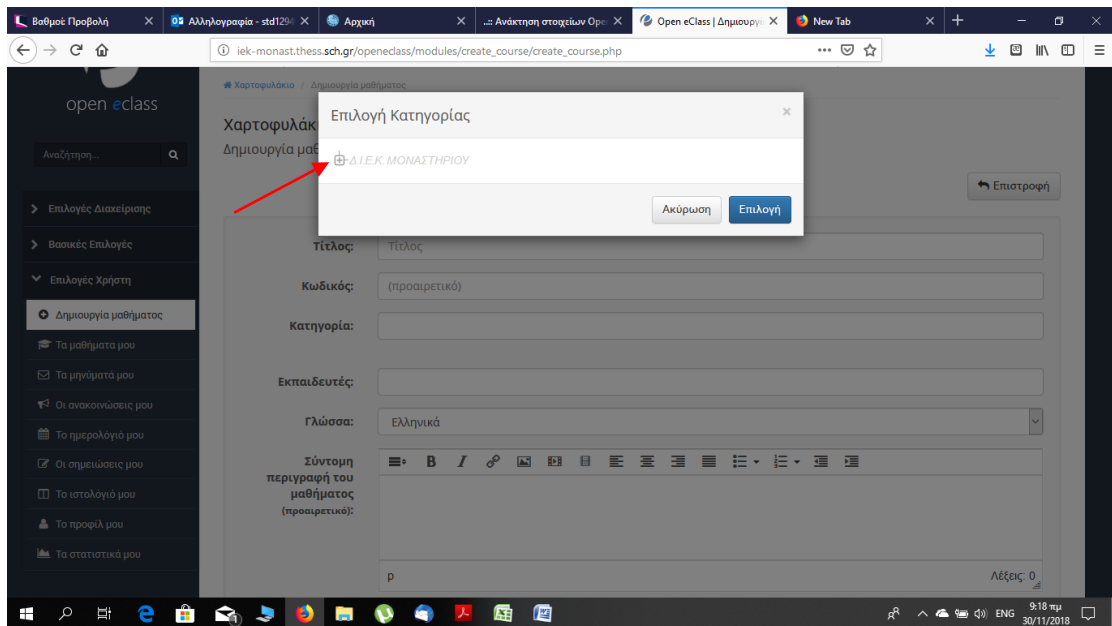 Βαθμοί: Προβολή
Αλληλογραφία - std1294
Αρχική
..: Ανάκτηση στοιχείων Ope
Open eClass | Δημιουργί
New Tab
iek-monast.thess.sch.gr/openeclass/modules/create_course/create_course.php
open eclass
Αναζήτηση...
Επιλογές Διαχείρισης
Βασικές Επιλογές
Επιλογές Χρήστη
Δημιουργία μαθήματος
Τα μαθήματα μου
Τα μηνύματά μου
Οι ανακοινώσεις μου
Το ημερολόγιό μου
Οι σημειώσεις μου
Το ιστολόγιό μου
Το προφίλ μου
Τα στατιστικά μου
Χαρτοφυλάκιο / Δημιουργία μαθήματος
Χαρτοφυλάκ
Δημιουργία μαθ
Επιλογή Κατηγορίας
×
Δ.Ι.Ε.Κ. ΜΟΝΑΣΤΗΡΙΟΥ
Ακύρωση
Επιλογή
Επιστροφή
Τίτλος:
Τίτλος
Κωδικός:
(προαιρετικό)
Κατηγορία:
Εκπαιδευτές:
Γλώσσα:
Ελληνικά
Σύντομη
περιγραφή του
μαθήματος
(προαιρετικό):
B I
p
Λέξεις: 0
ENG
9:18 πμ
30/11/2018